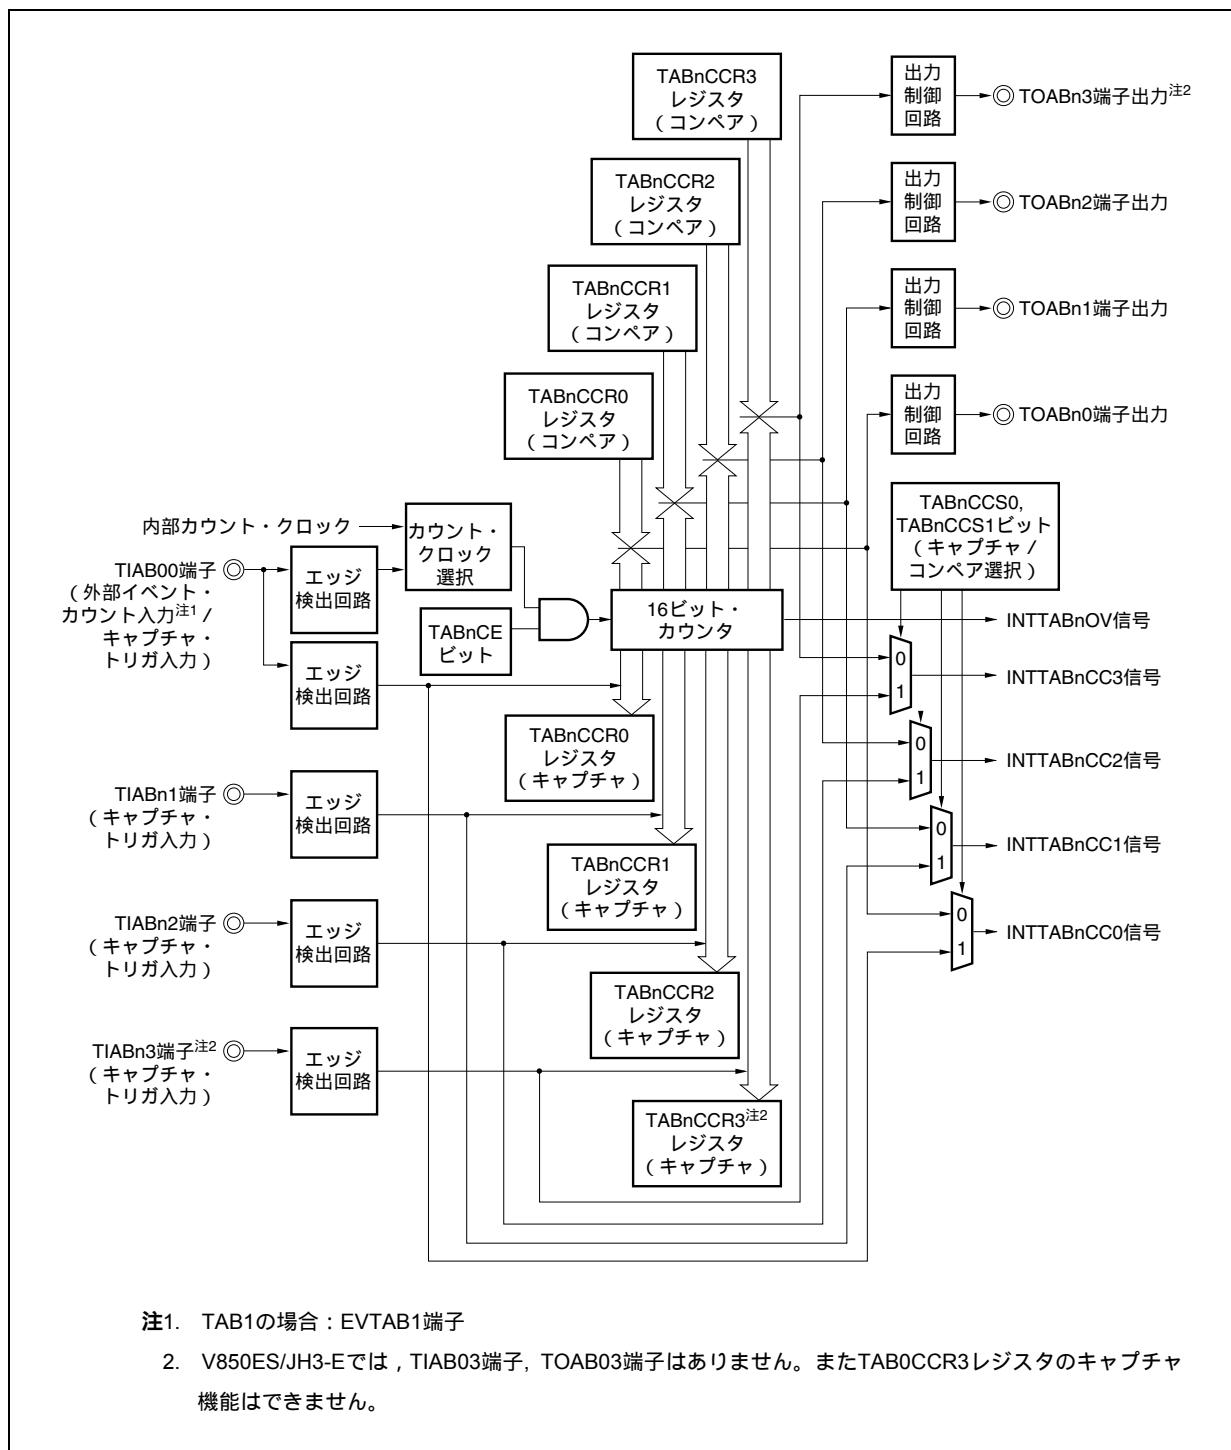 TABnCCR3
レジスタ
（コンペア）
出力
制御
回路
TOABn3端子出力注2
TABnCCR2
レジスタ
（コンペア）
出力
制御
回路
TOABn2端子出力
TABnCCR1
レジスタ
（コンペア）
出力
制御
回路
TOABn1端子出力
TABnCCR0
レジスタ
（コンペア）
出力
制御
回路
TOABn0端子出力
TABnCCS0,
TABnCCS1ビット
（キャプチャ／
コンペア選択）
内部カウント・クロック
カウント・
クロック
選択
TIAB00端子
（外部イベント・
カウント入力注1／
キャプチャ・
トリガ入力）
エッジ
検出回路
TABnCE
ビット
16ビット・
カウンタ
INTTABnOV信号
エッジ
検出回路
0
1
INTTABnCC3信号
TABnCCR0
レジスタ
（キャプチャ）
0
1
INTTABnCC2信号
TIABn1端子
（キャプチャ・
トリガ入力）
エッジ
検出回路
0
1
INTTABnCC1信号
TABnCCR1
レジスタ
（キャプチャ）
TIABn2端子
（キャプチャ・
トリガ入力）
エッジ
検出回路
0
1
INTTABnCC0信号
TABnCCR2
レジスタ
（キャプチャ）
TIABn3端子注2
（キャプチャ・
トリガ入力）
エッジ
検出回路
TABnCCR3注2
レジスタ
（キャプチャ）
注1. TAB1の場合：EVTAB1端子
2. V850ES/JH3-Eでは，TIAB03端子, TOAB03端子はありません。またTAB0CCR3レジスタのキャプチャ
機能はできません。